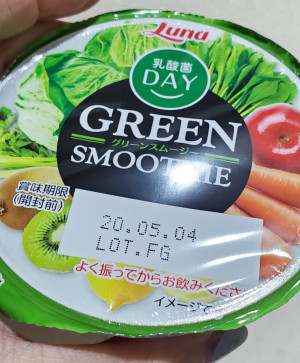 Luna
乳酸菌
DAY
GREEN
グリーンスムージー
SMOOTHIE
賞味期限
(開封前)
20.05.04
LOT.FG
よく振ってからお飲みくださ
イメージで